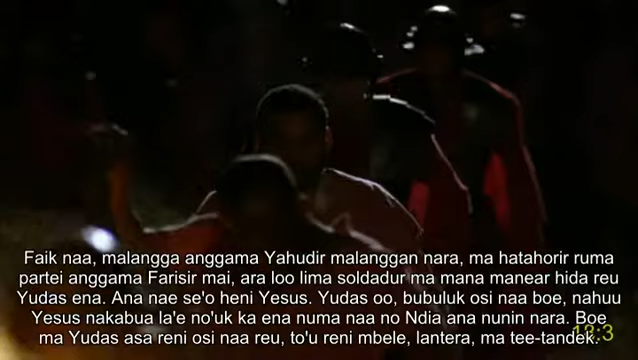 Faik naa, malangga anggama Yahudir malanggan nara, ma hatahorir ruma
partei anggama Farisir mai, ara loo lima soldadur ma mana manear hida reu
Yudas ena. Ana nae se'o heni Yesus. Yudas oo, bubuluk osi naa boe, nahuu
Yesus nakabua la'e no'uk ka ena numa naa no Ndia ana nunin nara. Boe
ma Yudas asa reni osi naa reu, to'u reni mbele, lantera, ma tee-tandek.